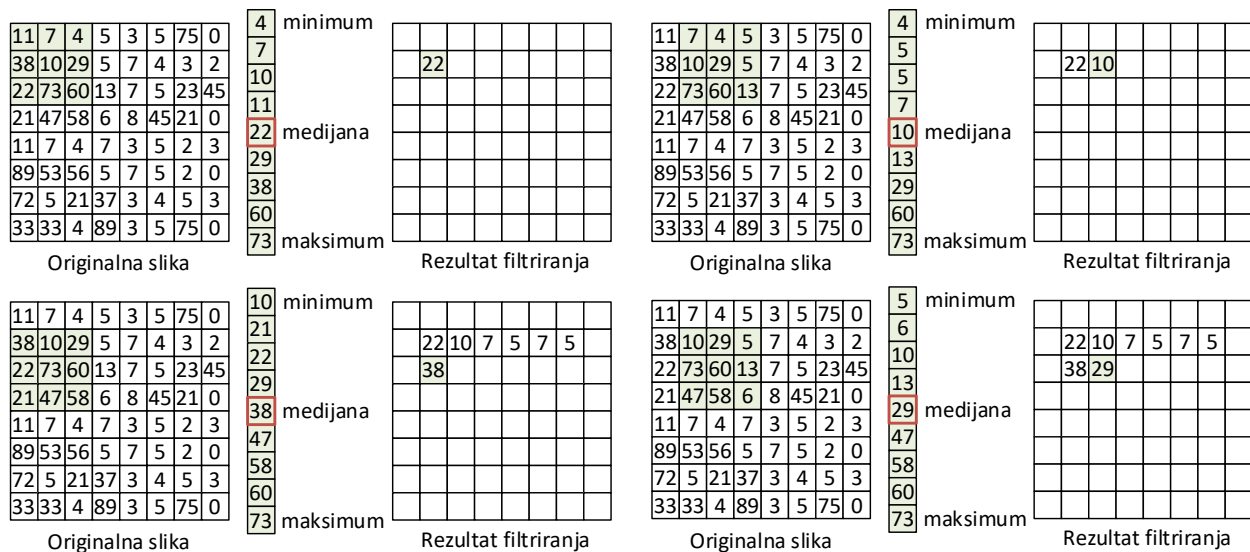 4 minimum
11 7 4 5 3 5 75 0
7
38 10 29 5 7 4 3 2
10
22 73 60 13 7 5 23 45
11
21 47 58 6 8 45 21 0
22 medijana
11 7 4 7 3 5 2 3
29
89 53 56 5 7 5 2 0
38
72 5 21 37 3 4 5 3
60
33 33 4 89 3 5 75 0
73 maksimum
22
Originalna slika
Rezultat filtriranja
4 minimum
11 7 4 5 3 5 75 0
5
38 10 29 5 7 4 3 2
5
22 73 60 13 7 5 23 45
7
21 47 58 6 8 45 21 0
10 medijana
11 7 4 7 3 5 2 3
13
89 53 56 5 7 5 2 0
29
72 5 21 37 3 4 5 3
60
33 33 4 89 3 5 75 0
73 maksimum
22 10
Originalna slika
Rezultat filtriranja
10 minimum
11 7 4 5 3 5 75 0
21
38 10 29 5 7 4 3 2
22
22 73 60 13 7 5 23 45
29
21 47 58 6 8 45 21 0
38 medijana
11 7 4 7 3 5 2 3
47
89 53 56 5 7 5 2 0
58
72 5 21 37 3 4 5 3
60
33 33 4 89 3 5 75 0
73 maksimum
22 10 7 5 7 5
38
Originalna slika
Rezultat filtriranja
5 minimum
11 7 4 5 3 5 75 0
6
38 10 29 5 7 4 3 2
10
22 73 60 13 7 5 23 45
13
21 47 58 6 8 45 21 0
29 medijana
11 7 4 7 3 5 2 3
47
89 53 56 5 7 5 2 0
58
72 5 21 37 3 4 5 3
60
33 33 4 89 3 5 75 0
73 maksimum
22 10 7 5 7 5
38 29
Originalna slika
Rezultat filtriranja